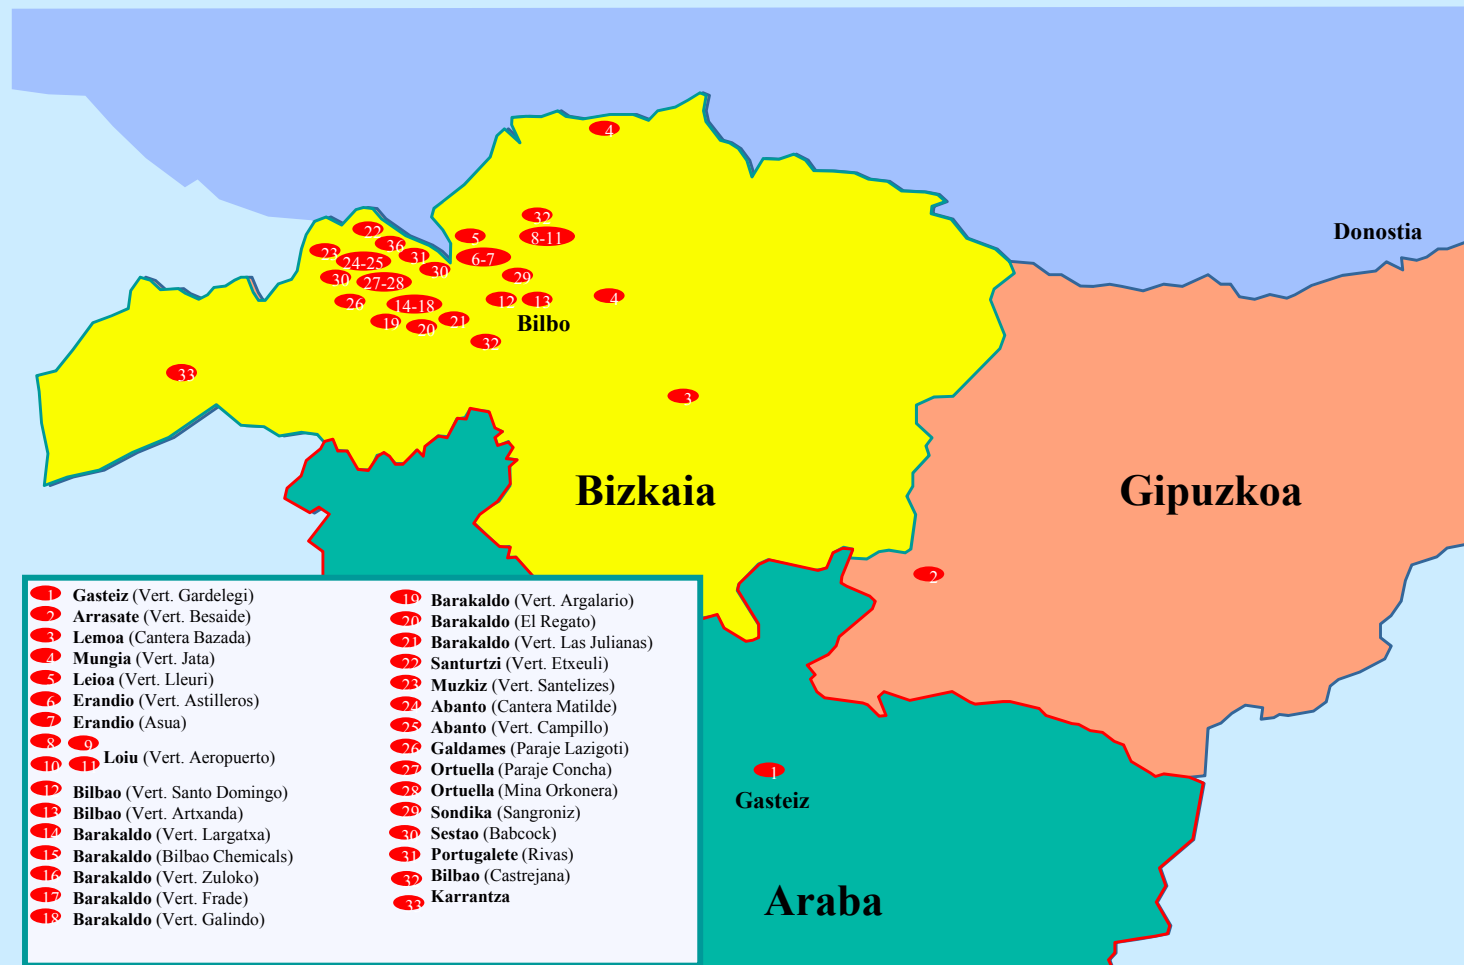 4
Donostia
32
22
5
8-11
36
23
31
24-25
6-7
30
29
30
27-28
4
26
12
13
14-18
21
19
20
Bilbo
32
33
3
Bizkaia
Gipuzkoa
2
1
Gasteiz
Araba
1 Gasteiz (Vert. Gardelegi)
2 Arrasate (Vert. Besaide)
3 Lemoa (Cantera Bazada)
4 Mungia (Vert. Jata)
5 Leioa (Vert. Lleuri)
6 Erandio (Vert. Astilleros)
7 Erandio (Asua)
8 9
10 11 Loiu (Vert. Aeropuerto)
12 Bilbao (Vert. Santo Domingo)
13 Bilbao (Vert. Artxanda)
14 Barakaldo (Vert. Largatxa)
15 Barakaldo (Bilbao Chemicals)
16 Barakaldo (Vert. Zuloko)
17 Barakaldo (Vert. Frade)
18 Barakaldo (Vert. Galindo)
19 Barakaldo (Vert. Argalario)
20 Barakaldo (El Regato)
21 Barakaldo (Vert. Las Julianas)
22 Santurtzi (Vert. Etxeuli)
23 Muzkiz (Vert. Santelizes)
24 Abanto (Cantera Matilde)
25 Abanto (Vert. Campillo)
26 Galdames (Paraje Lazigoti)
27 Ortuella (Paraje Concha)
28 Ortuella (Mina Orkonera)
29 Sondika (Sangroniz)
30 Sestao (Babcock)
31 Portugalete (Rivas)
32 Bilbao (Castrejana)
33 Karrantza